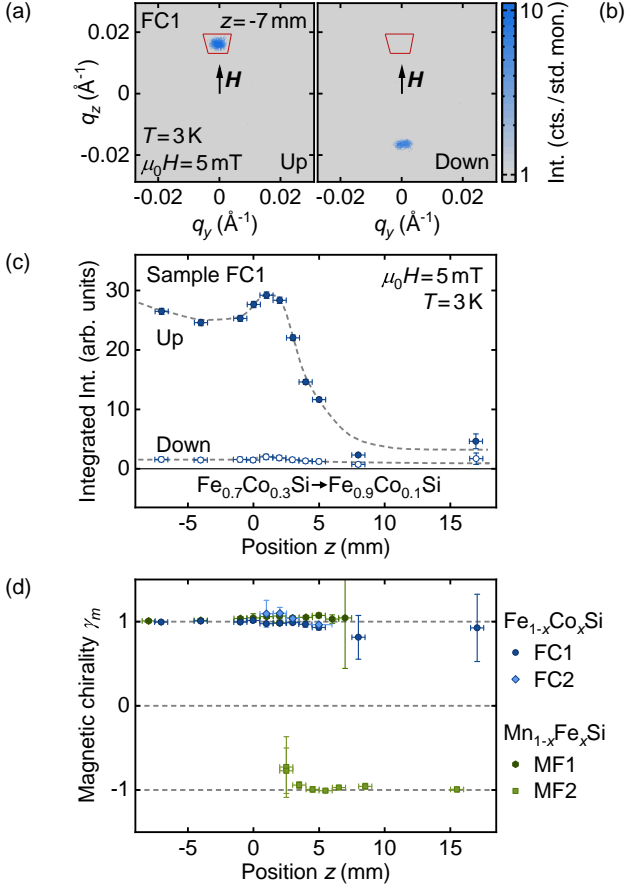 (a)
FC1
z = -7 mm
H
T = 3 K
μ0H = 5 mT
Up
H
Down
0.02
0
-0.02
qz (Å-1)
-0.02 0 0.02
-0.02 0 0.02
qy (Å-1)
qy (Å-1)
10
1
Int. (cts. / std. mon.)
(b)
(c)
Sample FC1
μ0H = 5 mT
T = 3 K
Up
Down
Fe0.7Co0.3Si→Fe0.9Co0.1Si
30
20
10
0
Integrated Int. (arb. units)
-5 0 5 10 15
Position z (mm)
(d)
1
0
-1
Magnetic chirality γm
-5 0 5 10 15
Position z (mm)
Fe1-xCoxSi
FC1
FC2
Mn1-xFexSi
MF1
MF2